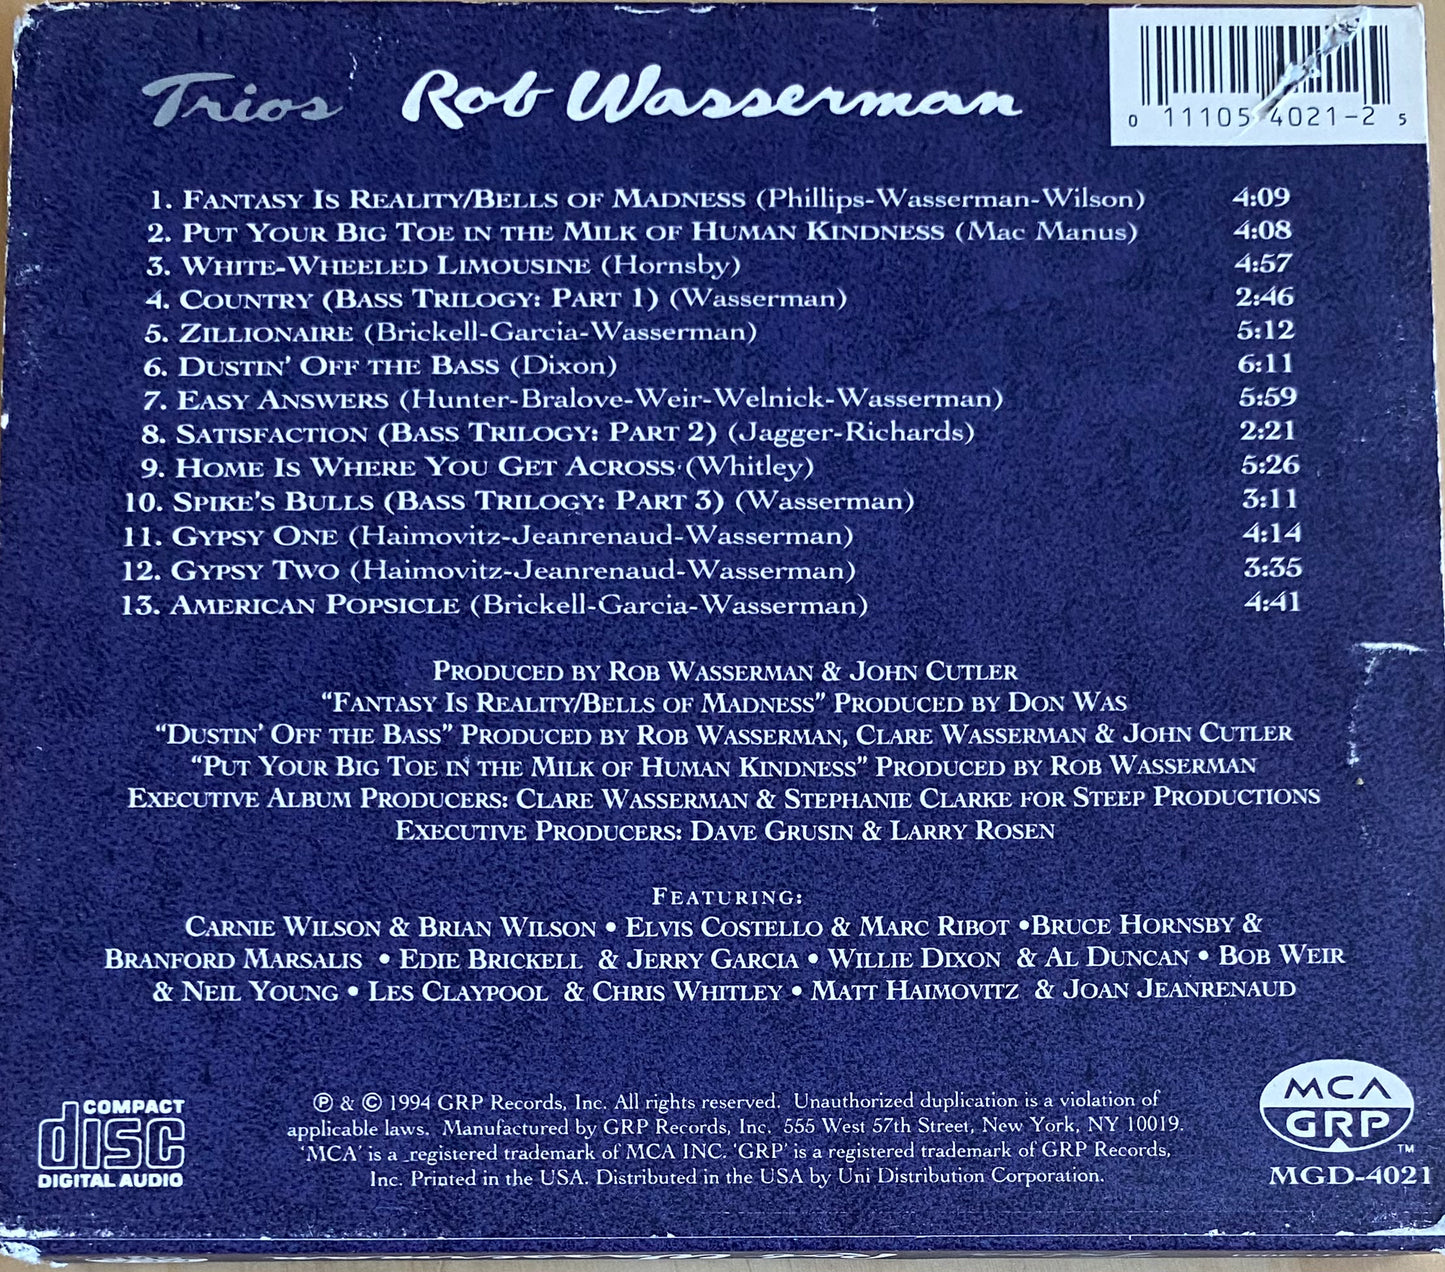 Trios Rob Wasserman
0 11105 4021-2 5
1. FANTASY IS REALITY/BELLS OF MADNESS (Phillips-Wasserman-Wilson) 4:09
2. PUT YOUR BIG TOE IN THE MILK OF HUMAN KINDNESS (Mac Manus) 4:08
3. WHITE-WHEELED LIMOUSINE (Hornsby) 4:57
4. COUNTRY (BASS TRILOGY: PART 1) (Wasserman) 2:46
5. ZILLIONAIRE (Brickell-Garcia-Wasserman) 5:12
6. DUSTIN' OFF THE BASS (Dixon) 6:11
7. EASY ANSWERS (Hunter-Bralove-Weir-Welnick-Wasserman) 5:59
8. SATISFACTION (BASS TRILOGY: PART 2) (Jagger-Richards) 2:21
9. HOME IS WHERE YOU GET ACROSS (Whitley) 5:26
10. SPIKE'S BULLS (BASS TRILOGY: PART 3) (Wasserman) 3:11
11. GYPSY ONE (Haimovitz-Jeanrenaud-Wasserman) 4:14
12. GYPSY TWO (Haimovitz-Jeanrenaud-Wasserman) 3:35
13. AMERICAN POPSICLE (Brickell-Garcia-Wasserman) 4:41
PRODUCED BY ROB WASSERMAN & JOHN CUTLER
"FANTASY IS REALITY/BELLS OF MADNESS" PRODUCED BY DON WAS
"DUSTIN' OFF THE BASS" PRODUCED BY ROB WASSERMAN, CLARE WASSERMAN & JOHN CUTLER
"PUT YOUR BIG TOE IN THE MILK OF HUMAN KINDNESS" PRODUCED BY ROB WASSERMAN
EXECUTIVE ALBUM PRODUCERS: CLARE WASSERMAN & STEPHANIE CLARKE FOR STEEP PRODUCTIONS
EXECUTIVE PRODUCERS: DAVE GRUSIN & LARRY ROSEN
FEATURING:
CARNIE WILSON & BRIAN WILSON • ELVIS COSTELLO & MARC RIBOT •BRUCE HORNSBY &
BRANFORD MARSALIS • EDIE BRICKELL & JERRY GARCIA • WILLIE DIXON & AL DUNCAN • BOB WEIR
& NEIL YOUNG • LES CLAYPOOL & CHRIS WHITLEY • MATT HAIMOVITZ & JOAN JEANRENAUD
COMPACT
disc
DIGITAL AUDIO
℗ & © 1994 GRP Records, Inc. All rights reserved. Unauthorized duplication is a violation of
applicable laws. Manufactured by GRP Records, Inc. 555 West 57th Street, New York, NY 10019.
'MCA' is a registered trademark of MCA INC. 'GRP' is a registered trademark of GRP Records,
Inc. Printed in the USA. Distributed in the USA by Uni Distribution Corporation.
MCA
GRP™
MGD-4021